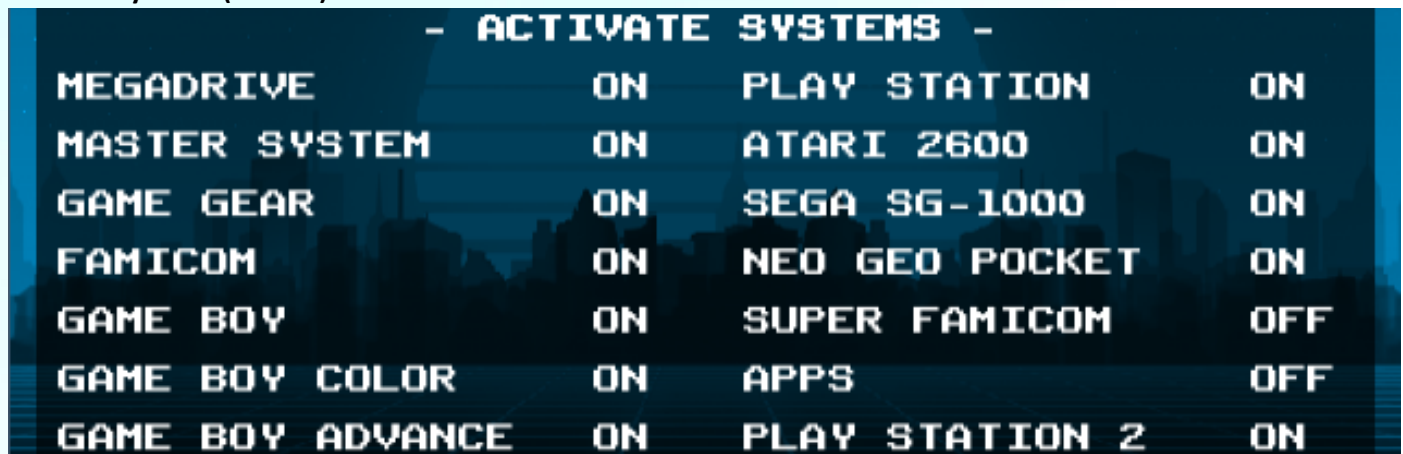 - ACTIVATE SYSTEMS -
MEGADRIVE ON PLAY STATION ON
MASTER SYSTEM ON ATARI 2600 ON
GAME GEAR ON SEGA SG-1000 ON
FAMICOM ON NEO GEO POCKET ON
GAME BOY ON SUPER FAMICOM OFF
GAME BOY COLOR ON APPS OFF
GAME BOY ADVANCE ON PLAY STATION 2 ON